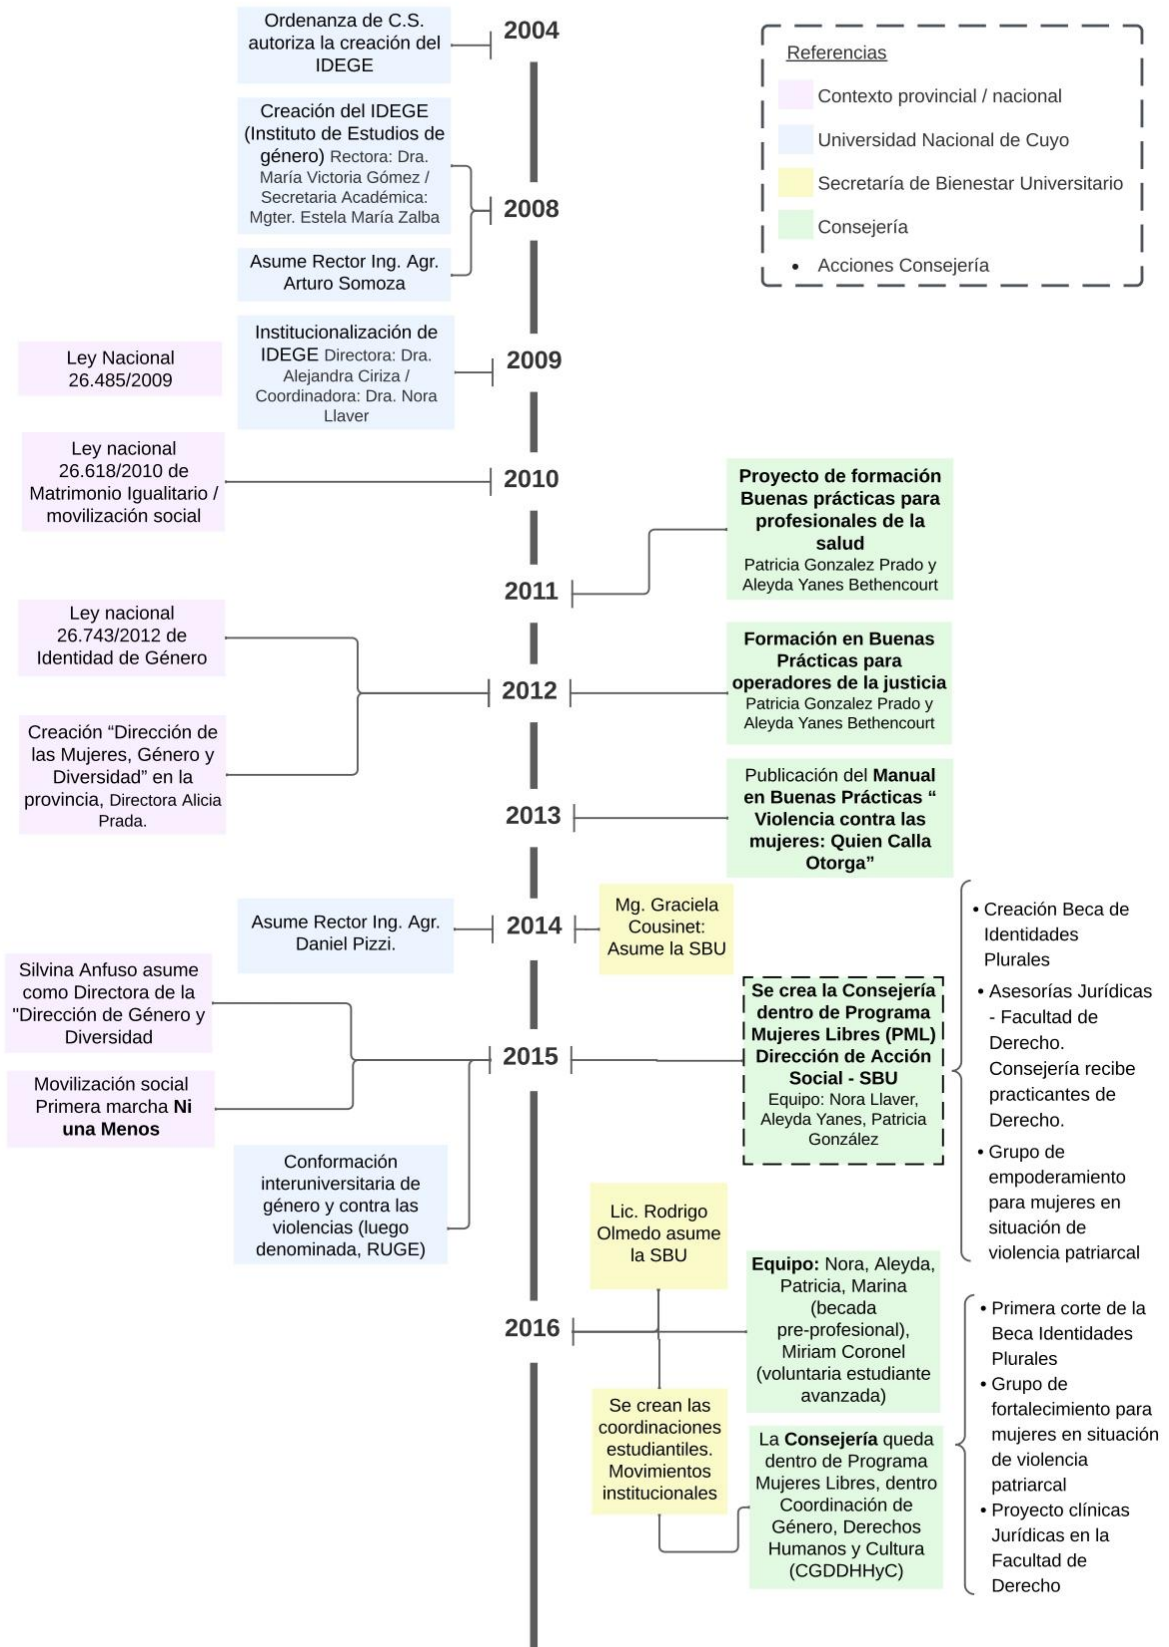 Ordenanza de C.S.
autoriza la creación del
IDEGE
2004
Referencias
Contexto provincial / nacional
Universidad Nacional de Cuyo
Secretaría de Bienestar Universitario
Consejería
• Acciones Consejería
Creación del IDEGE
(Instituto de Estudios de
género) Rectora: Dra.
María Victoria Gómez /
Secretaria Académica:
Mgter. Estela María Zalba
2008
Asume Rector Ing. Agr.
Arturo Somoza
Ley Nacional
26.485/2009
Institucionalización de
IDEGE Directora: Dra.
Alejandra Ciriza /
Coordinadora: Dra. Nora
Llaver
2009
Ley nacional
26.618/2010 de
Matrimonio Igualitario /
movilización social
2010
Proyecto de formación
Buenas prácticas para
profesionales de la
salud
Patricia Gonzalez Prado y
Aleyda Yanes Bethencourt
2011
Ley nacional
26.743/2012 de
Identidad de Género
2012
Formación en Buenas
Prácticas para
operadores de la justicia
Patricia Gonzalez Prado y
Aleyda Yanes Bethencourt
Creación “Dirección de
las Mujeres, Género y
Diversidad” en la
provincia, Directora Alicia
Prada.
2013
Publicación del Manual
en Buenas Prácticas “
Violencia contra las
mujeres: Quien Calla
Otorga”
Asume Rector Ing. Agr.
Daniel Pizzi.
2014
Mg. Graciela
Cousinet:
Asume la SBU
Silvina Anfuso asume
como Directora de la
"Dirección de Género y
Diversidad
Movilización social
Primera marcha Ni
una Menos
2015
Se crea la Consejería
dentro de Programa
Mujeres Libres (PML)
Dirección de Acción
Social - SBU
Equipo: Nora Llaver,
Aleyda Yanes, Patricia
González
• Creación Beca de
Identidades
Plurales
• Asesorías Jurídicas
- Facultad de
Derecho.
Consejería recibe
practicantes de
Derecho.
• Grupo de
empoderamiento
para mujeres en
situación de
violencia patriarcal
Conformación
interuniversitaria de
género y contra las
violencias (luego
denominada, RUGE)
Lic. Rodrigo
Olmedo asume
la SBU
2016
Equipo: Nora, Aleyda,
Patricia, Marina
(becada
pre-profesional),
Miriam Coronel
(voluntaria estudiante
avanzada)
Se crean las
coordinaciones
estudiantiles.
Movimientos
institucionales
La Consejería queda
dentro de Programa
Mujeres Libres, dentro
Coordinación de
Género, Derechos
Humanos y Cultura
(CGDDHHyC)
• Primera corte de la
Beca Identidades
Plurales
• Grupo de
fortalecimiento para
mujeres en situación
de violencia
patriarcal
• Proyecto clínicas
Jurídicas en la
Facultad de
Derecho